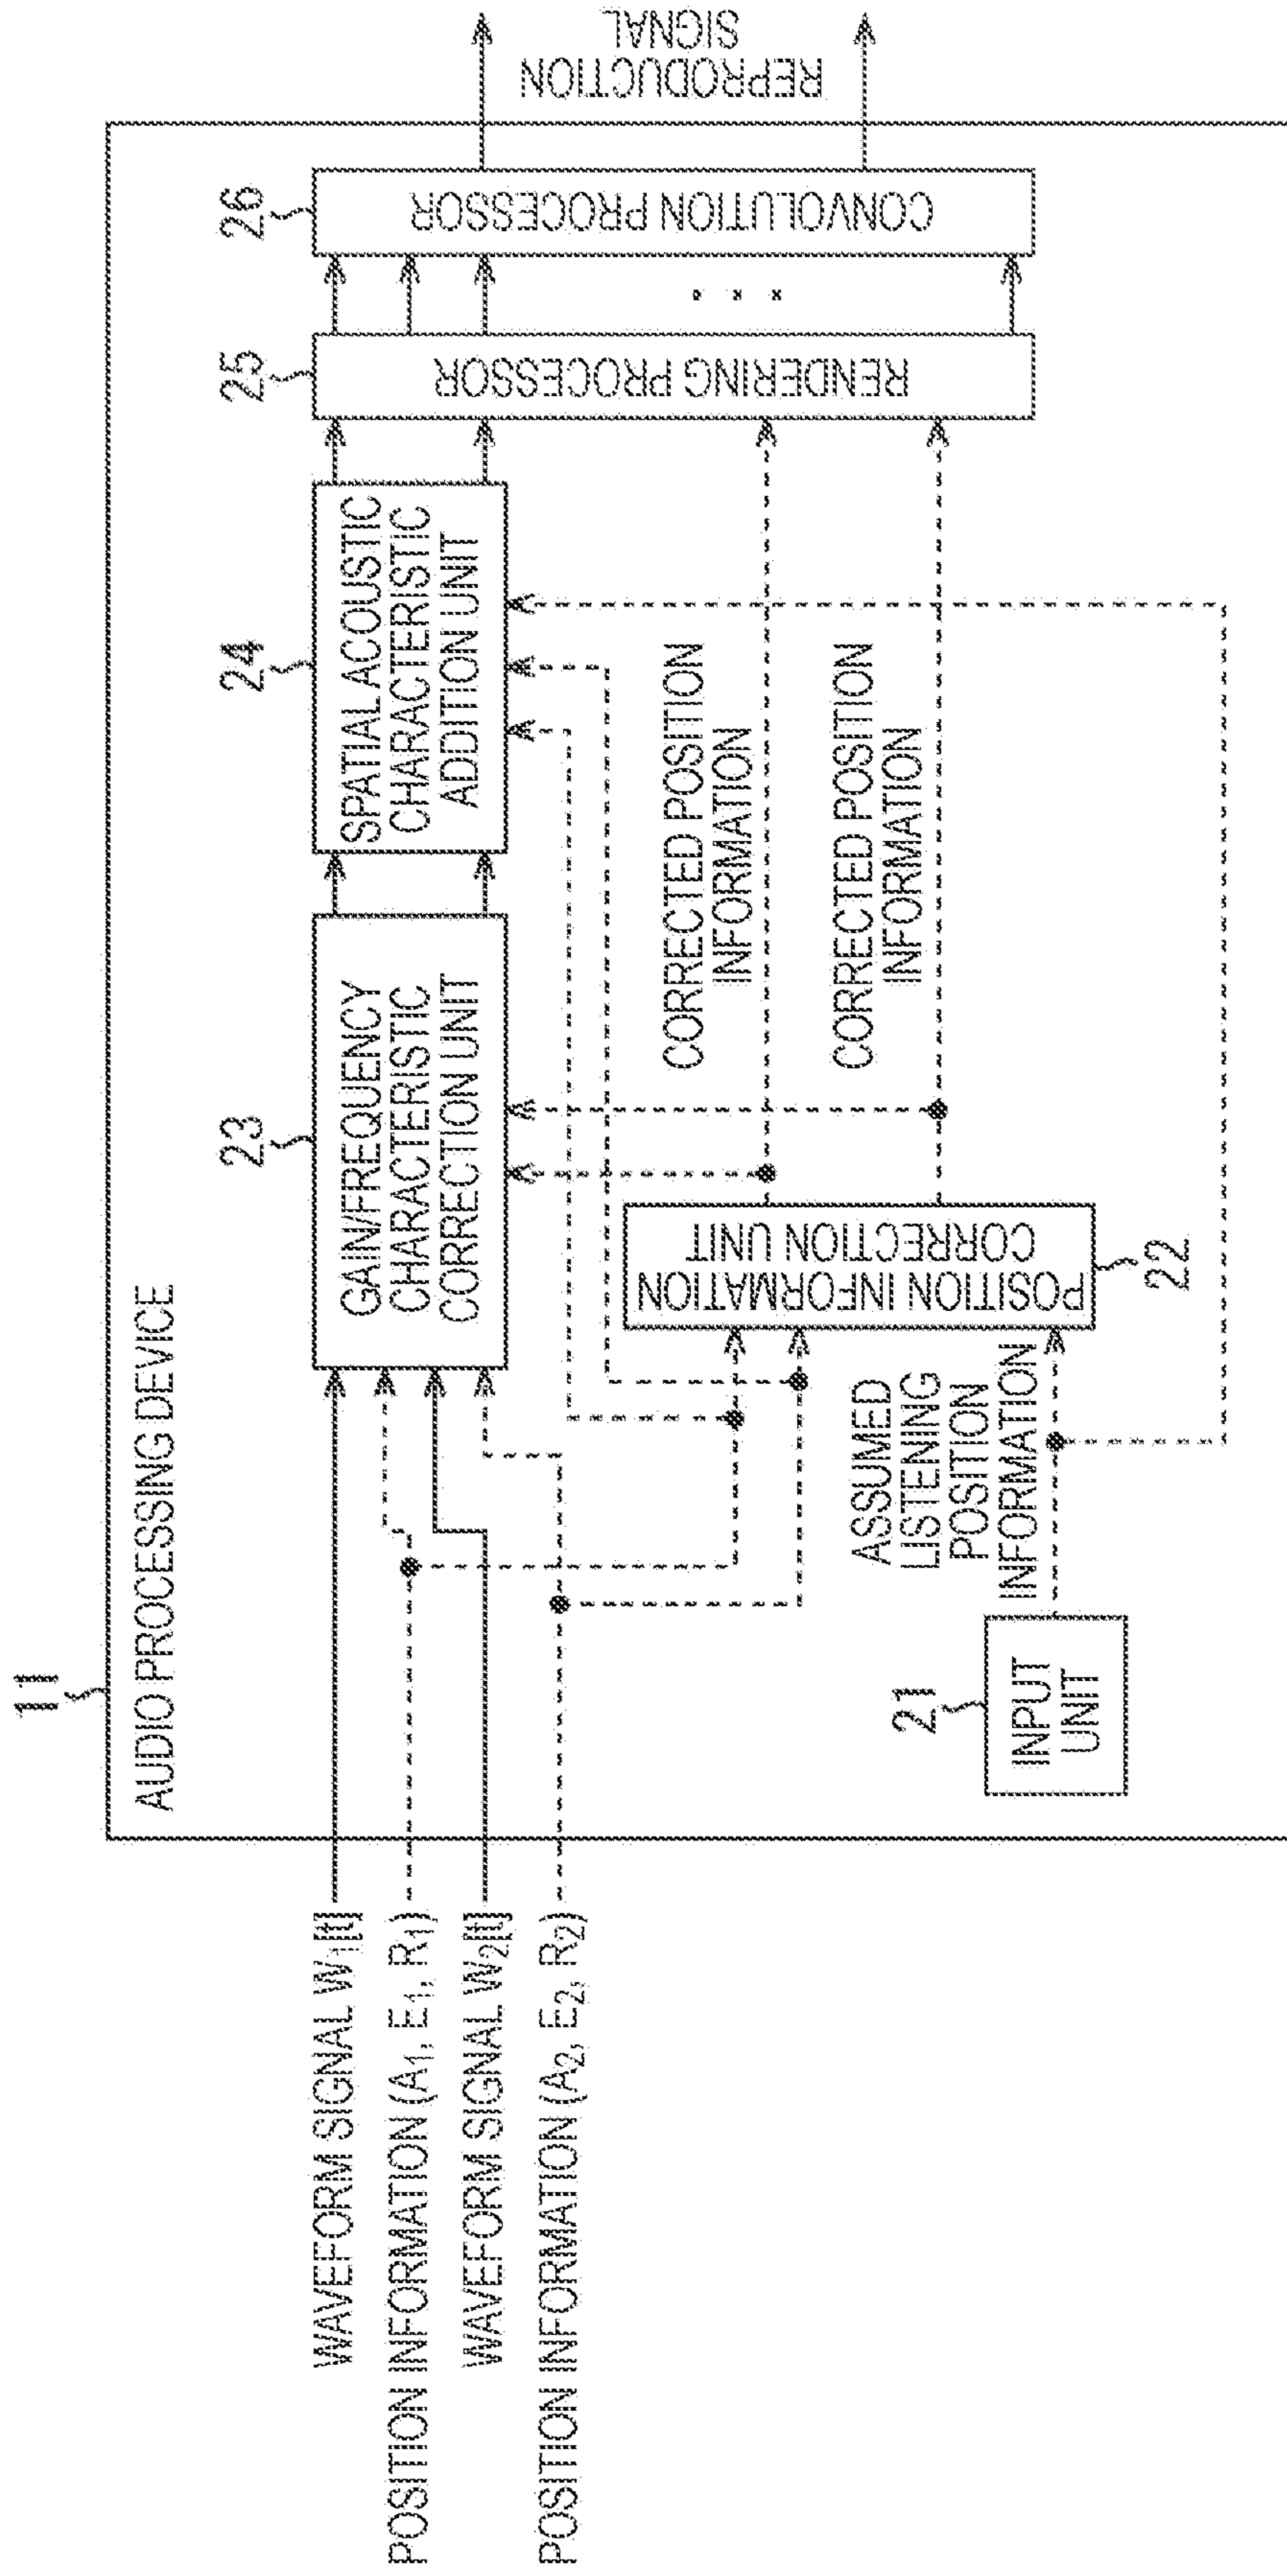 11
AUDIO PROCESSING DEVICE
WAVEFORM SIGNAL W1[t]
POSITION INFORMATION (A1, E1, R1)
WAVEFORM SIGNAL W2[t]
POSITION INFORMATION (A2, E2, R2)
23
GAIN/FREQUENCY
CHARACTERISTIC
CORRECTION UNIT
24
SPATIAL ACOUSTIC
CHARACTERISTIC
ADDITION UNIT
25
RENDERING PROCESSOR
26
CONVOLUTION PROCESSOR
REPRODUCTION
SIGNAL
21
INPUT
UNIT
ASSUMED
LISTENING
POSITION
INFORMATION
POSITION INFORMATION
CORRECTION UNIT
22
CORRECTED POSITION
INFORMATION
CORRECTED POSITION
INFORMATION